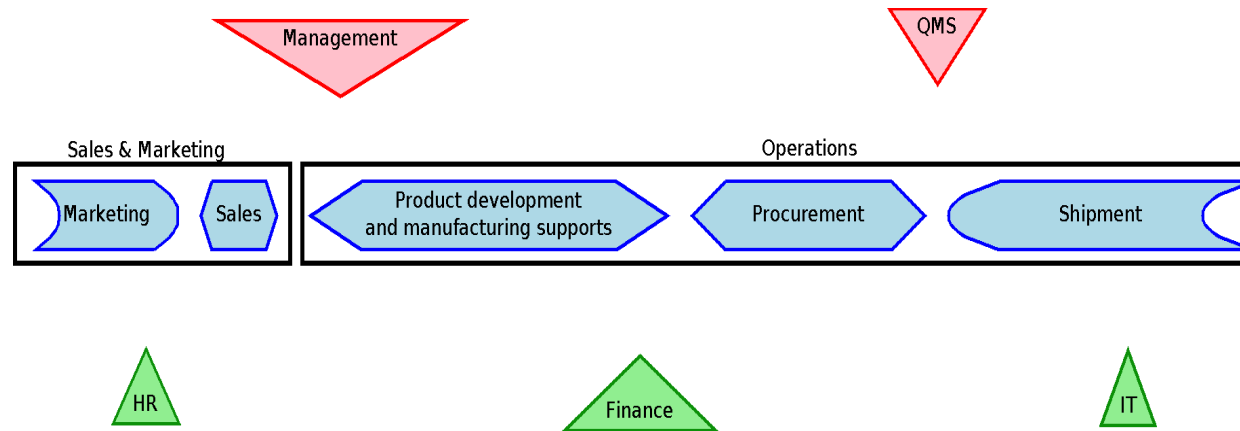 Management
QMS
Sales & Marketing
Operations
Marketing
Sales
Product development
and manufacturing supports
Procurement
Shipment
HR
Finance
IT